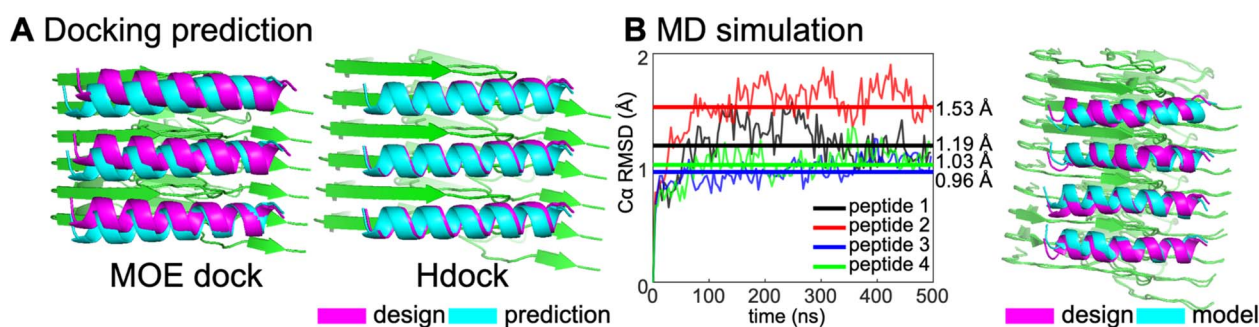 A Docking prediction
MOE dock
Hdock
design
prediction
B MD simulation
Cα RMSD (Å)
2
1
0
1.53 Å
1.19 Å
1.03 Å
0.96 Å
peptide 1
peptide 2
peptide 3
peptide 4
0 100 200 300 400 500
time (ns)
design
model